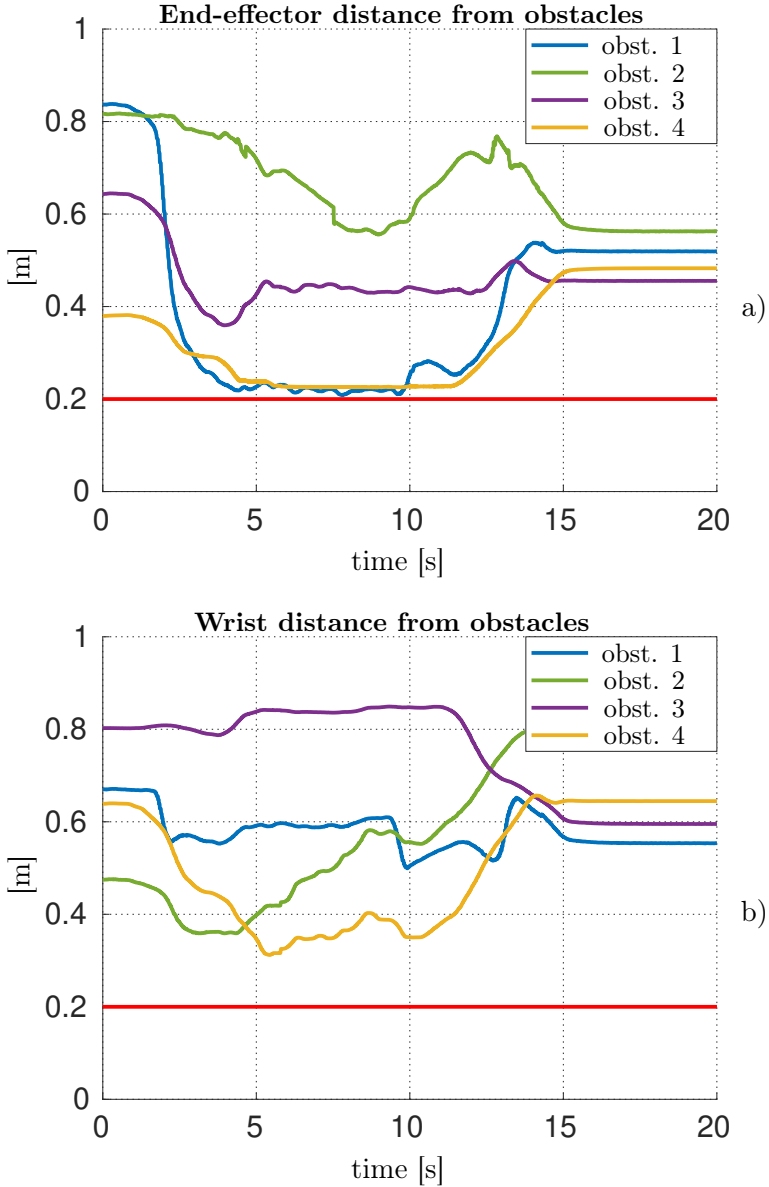 End-effector distance from obstacles
1
obst. 1
obst. 2
obst. 3
obst. 4
0.8
0.6
[m]
a)
0.4
0.2
0
0 5 10 15 20
time [s]
Wrist distance from obstacles
1
obst. 1
obst. 2
obst. 3
obst. 4
0.8
0.6
[m]
b)
0.4
0.2
0
0 5 10 15 20
time [s]